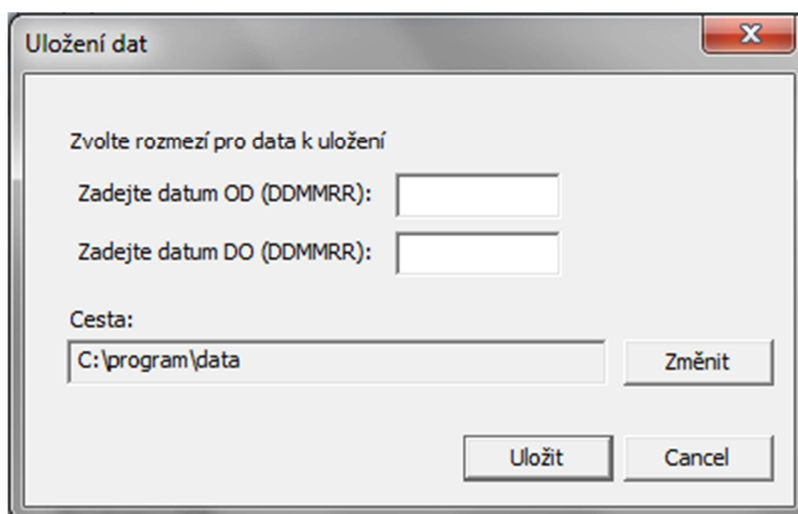 Uložení dat
Zvolte rozmezí pro data k uložení
Zadejte datum OD (DDMMRR):
Zadejte datum DO (DDMMRR):
Cesta:
C:\program\data
Změnit
Uložit
Cancel